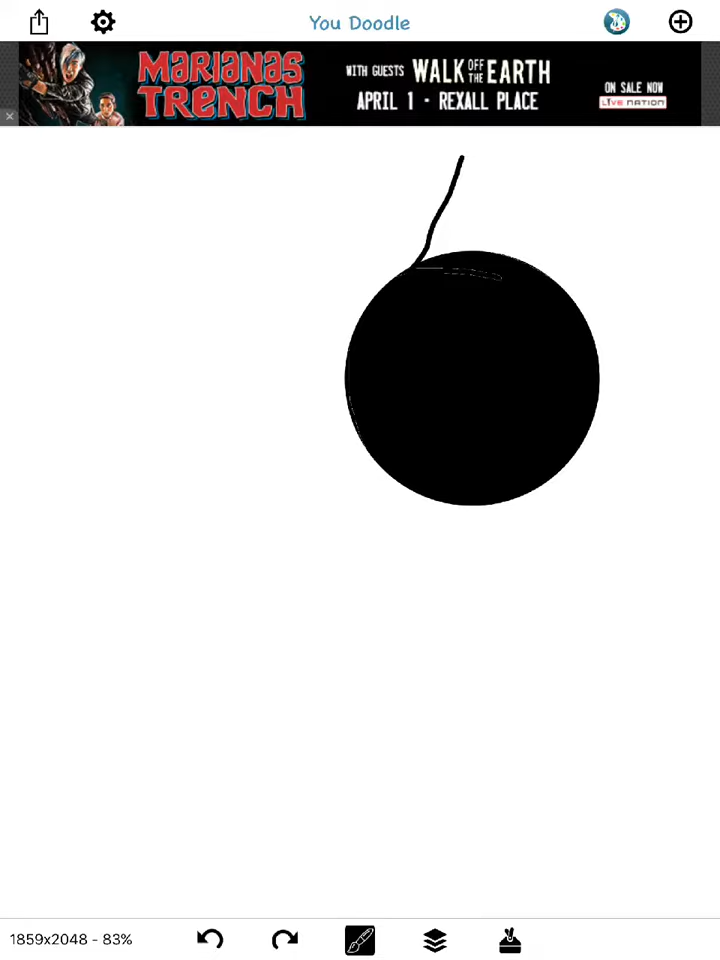 You Doodle
MARIANAS
TRENCH
WITH GUESTS WALK OFF THE EARTH
APRIL 1 - REXALL PLACE
ON SALE NOW
LIVE NATION
1859x2048 - 83%